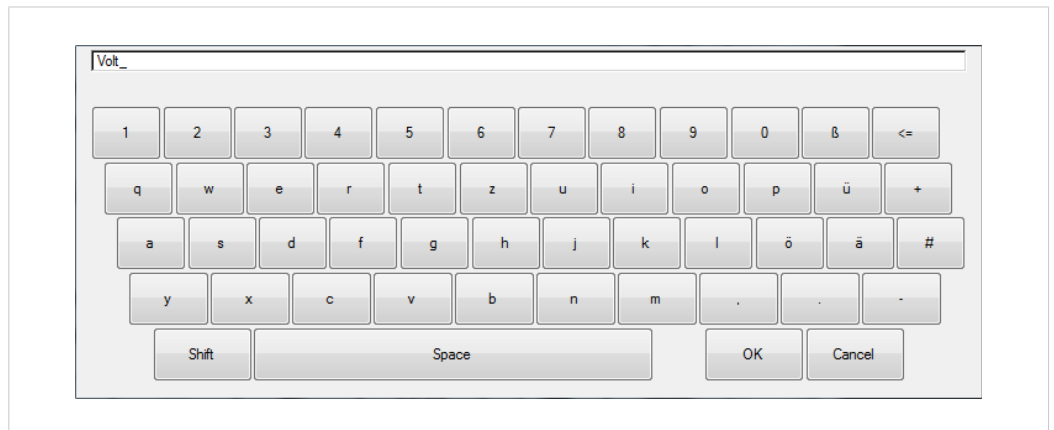 Volt_
1 2 3 4 5 6 7 8 9 0 ß <=
q w e r t z u i o p ü +
a s d f g h j k l ö ä #
y x c v b n m , . -
Shift Space OK Cancel